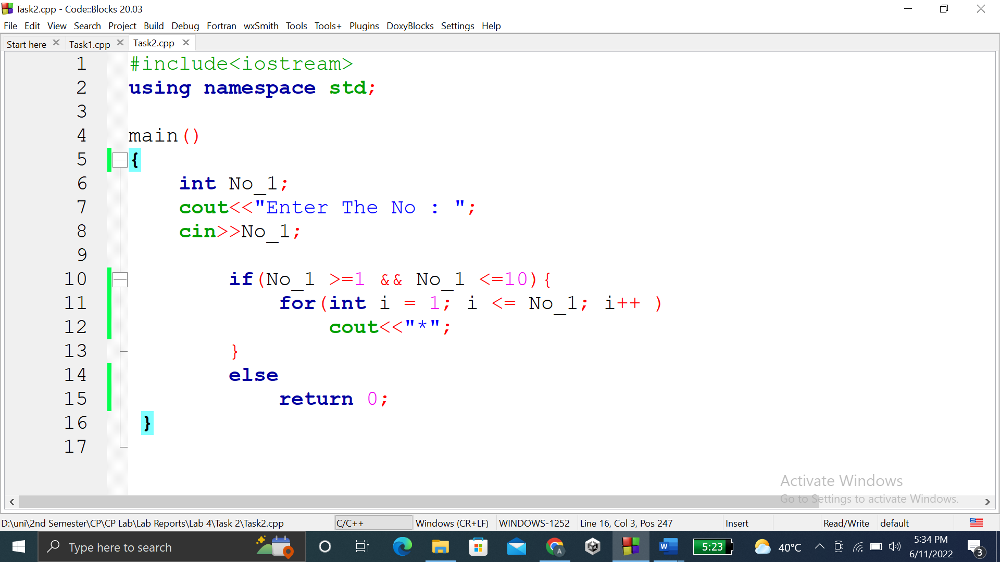 Task2.cpp - Code::Blocks 20.03
File Edit View Search Project Build Debug Fortran wxSmith Tools Tools+ Plugins DoxyBlocks Settings Help
Start here Task1.cpp Task2.cpp
1 #include<iostream>
2 using namespace std;
3
4 main()
5 {
6 int No_1;
7 cout<<"Enter The No : ";
8 cin>>No_1;
9
10 if(No_1 >=1 && No_1 <=10){
11 for(int i = 1; i <= No_1; i++ )
12 cout<<"*";
13 }
14 else
15 return 0;
16 }
17
Activate Windows
Go to Settings to activate Windows.
D:\uni\2nd Semester\CP\CP Lab\Lab Reports\Lab 4\Task 2\Task2.cpp C/C++ Windows (CR+LF) WINDOWS-1252 Line 16, Col 3, Pos 247 Insert Read/Write default
Type here to search A W 5:23 40°C 5:34 PM
6/11/2022 3